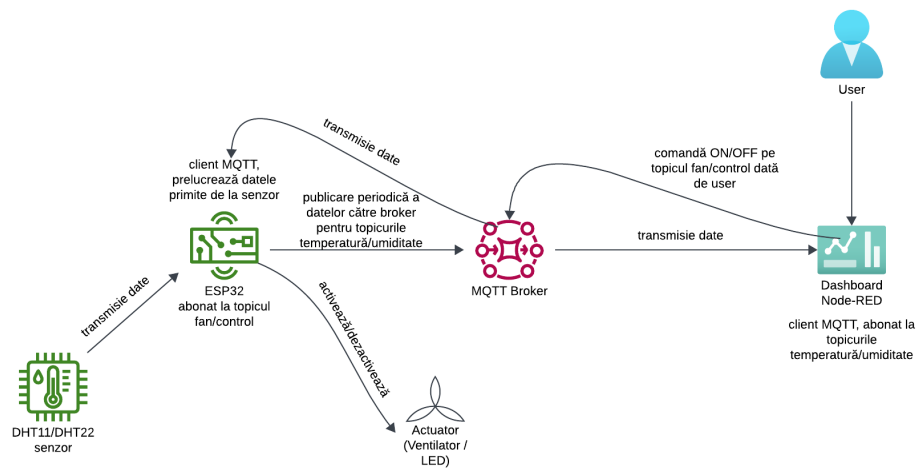 User
transmisie date
client MQTT,
prelucrează datele
primite de la senzor
comandă ON/OFF pe
topicul fan/control dată
de user
publicare periodică a
datelor către broker
pentru topicurile
temperatură/umiditate
transmisie date
MQTT Broker
Dashboard
Node-RED
client MQTT, abonat la
topicurile
temperatură/umiditate
ESP32
abonat la topicul
fan/control
transmisie date
activează/dezactivează
DHT11/DHT22
senzor
Actuator
(Ventilator /
LED)